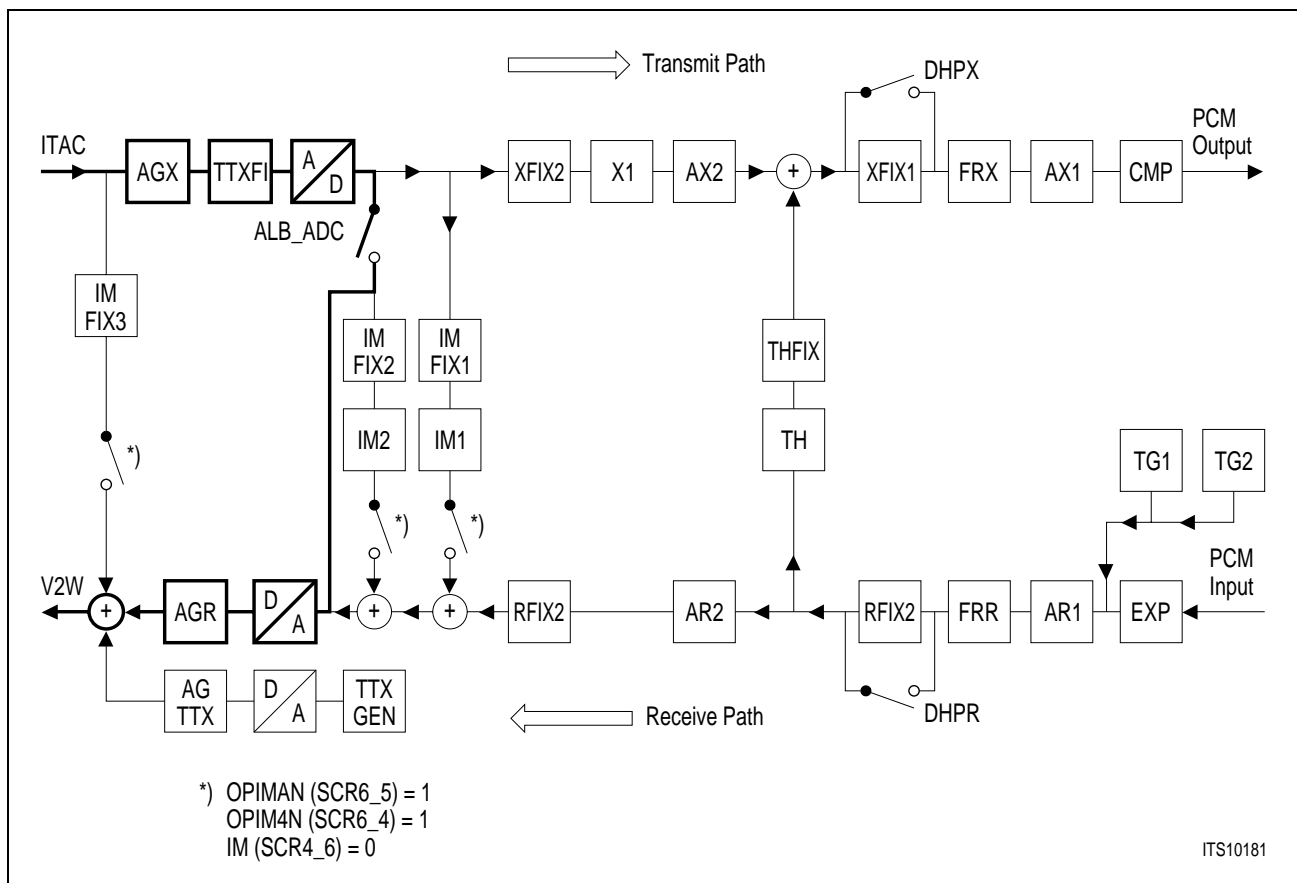 Transmit Path
DHPX
ITAC
PCM
Output
AGX
TTXFI
A
D
XFIX2
X1
AX2
+
XFIX1
FRX
AX1
CMP
ALB_ADC
IM
FIX3
IM
FIX2
IM
FIX1
THFIX
IM2
IM1
TH
*)
TG1
TG2
*)
*)
PCM
Input
V2W
+
AGR
D
A
+
+
RFIX2
AR2
RFIX2
FRR
AR1
EXP
AG
TTX
D
A
TTX
GEN
Receive Path
DHPR
*) OPIMAN (SCR6_5) = 1
OPIM4N (SCR6_4) = 1
IM (SCR4_6) = 0
ITS10181